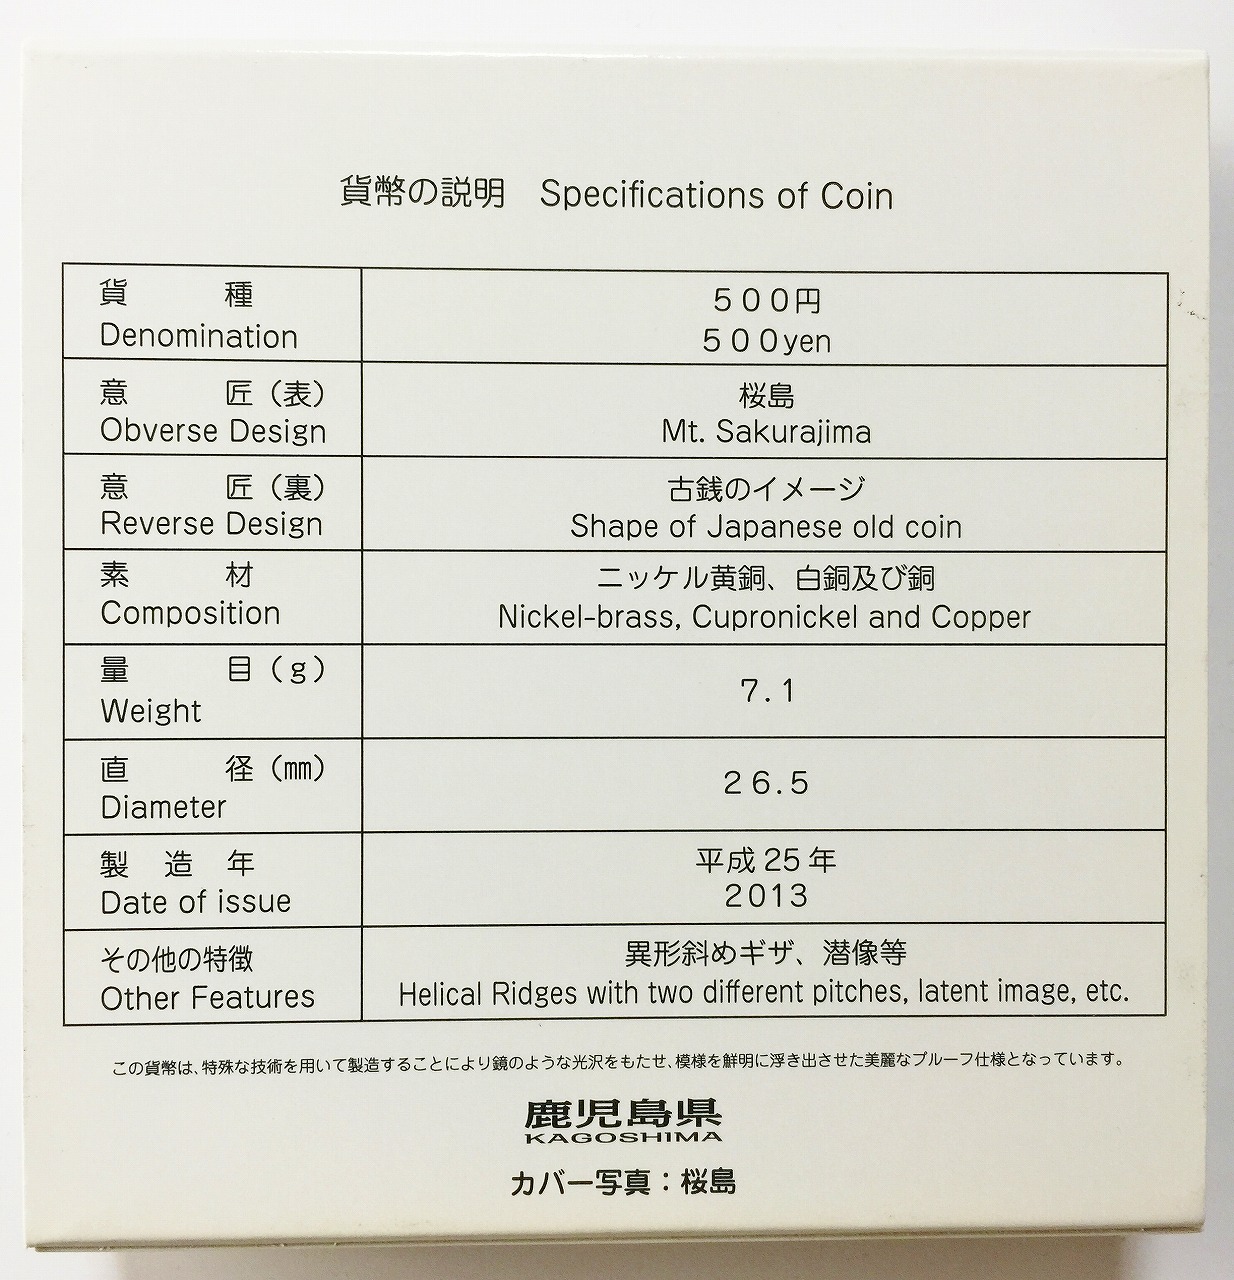 貨幣の説明　Specifications of Coin
貨　種
Denomination
５００円
５００yen
意　匠（表）
Obverse Design
桜島
Mt. Sakurajima
意　匠（裏）
Reverse Design
古銭のイメージ
Shape of Japanese old coin
素　材
Composition
ニッケル黄銅、白銅及び銅
Nickel-brass, Cupronickel and Copper
量　目（ｇ）
Weight
７.１
直　径（㎜）
Diameter
２６.５
製　造　年
Date of issue
平成 25 年
２０１３
その他の特徴
Other Features
異形斜めギザ、潜像等
Helical Ridges with two different pitches, latent image, etc.
この貨幣は、特殊な技術を用いて製造することにより鏡のような光沢をもたせ、模様を鮮明に浮き出させた美麗なプルーフ仕様となっています。
鹿児島県
KAGOSHIMA
カバー写真：桜島